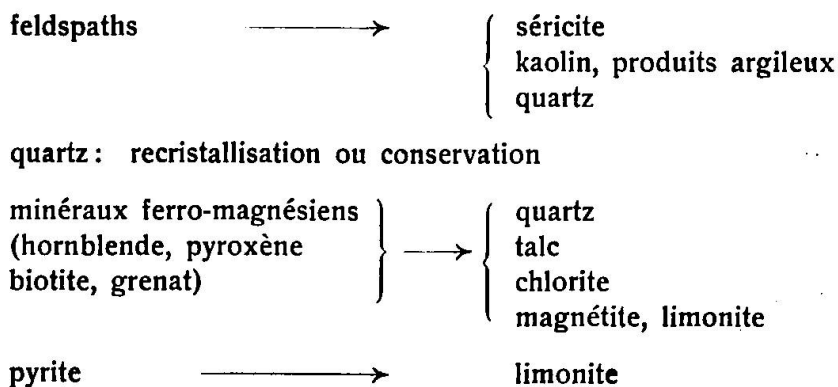 feldspaths ⟶ séricite
kaolin, produits argileux
quartz
quartz : recristallisation ou conservation
minéraux ferro-magnésiens
(hornblende, pyroxène
biotite, grenat)
⟶ quartz
talc
chlorite
magnétite, limonite
pyrite ⟶ limonite